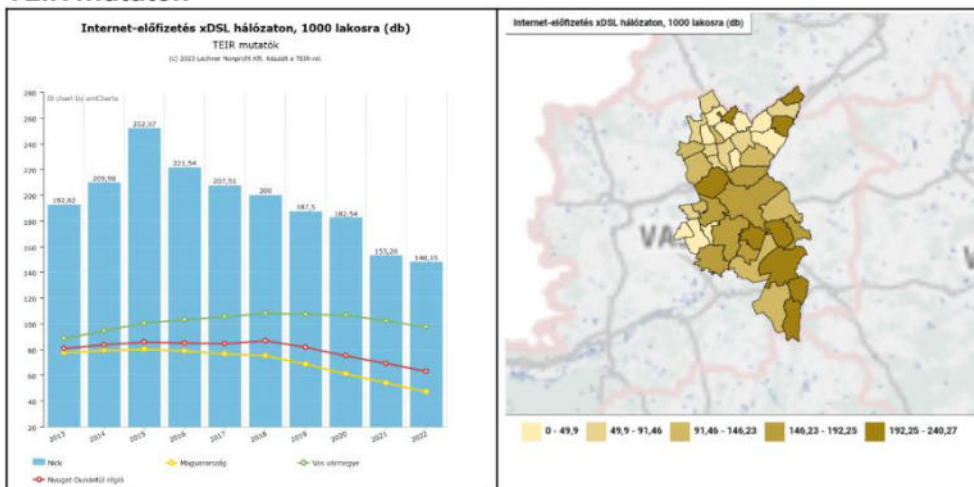 Internet-előfizetés xDSL hálózaton, 1000 lakosra (db)
TEIR mutatók
(c) 2023 Lechner Nonprofit Kft. Készült a TEIR-rel.
JS chart by amCharts
280
260
240
220
200
180
160
140
120
100
80
60
40
20
192,62
209,98
252,37
221,54
207,51
200
187,5
182,54
153,26
148,15
2013
2014
2015
2016
2017
2018
2019
2020
2021
2022
Nick
Magyarország
Vas vármegye
Nyugat-Dunántúl régió
Internet-előfizetés xDSL hálózaton, 1000 lakosra (db)
VA
V
0 - 49,9
49,9 - 91,46
91,46 - 146,23
146,23 - 192,25
192,25 - 240,27